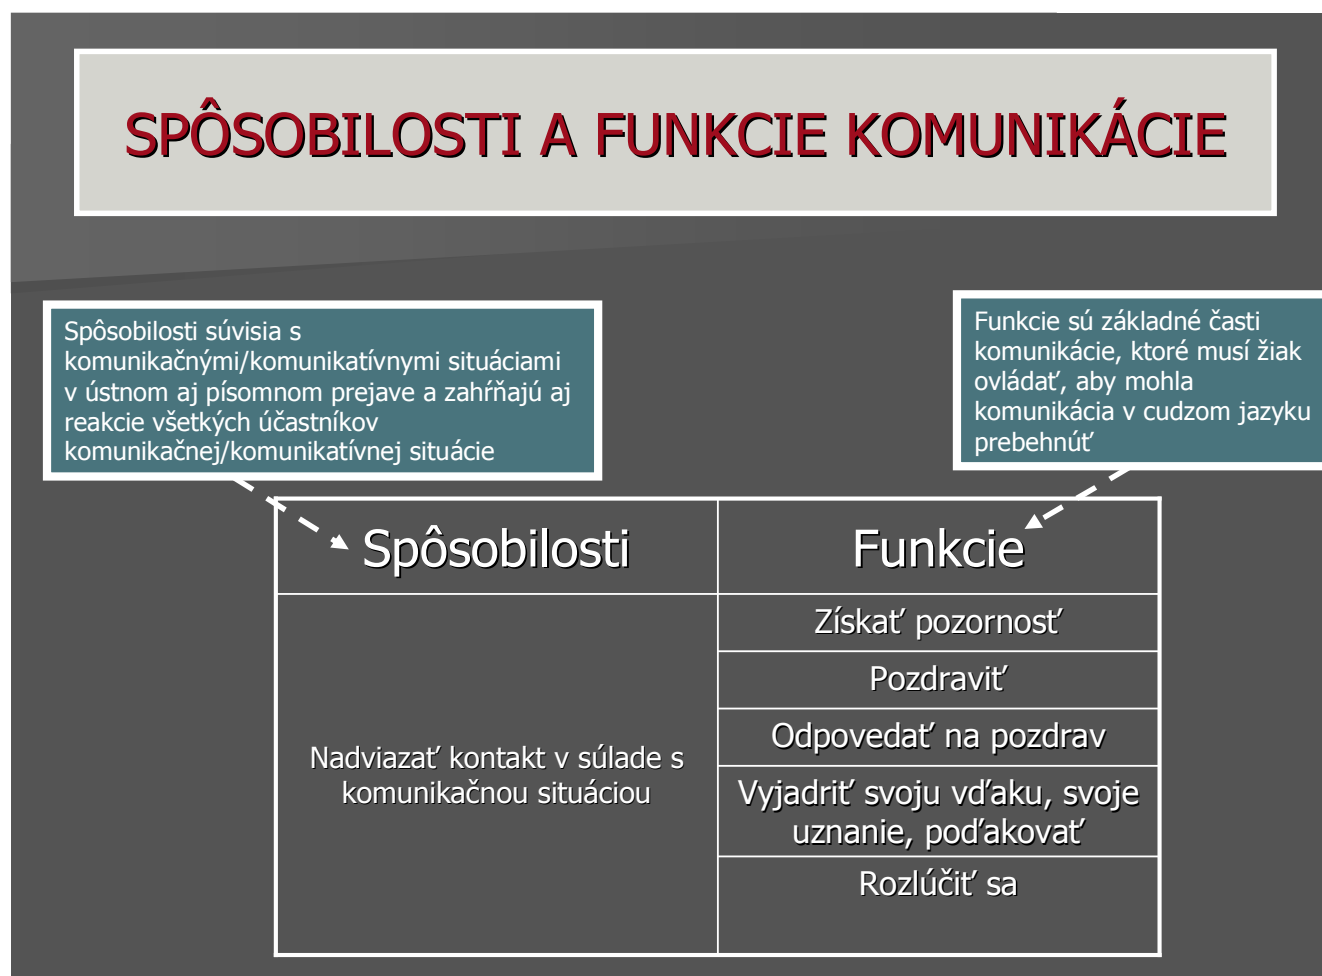 SPÔSOBILOSTI A FUNKCIE KOMUNIKÁCIE
Spôsobilosti súvisia s
komunikačnými/komunikatívnymi situáciami
v ústnom aj písomnom prejave a zahŕňajú aj
reakcie všetkých účastníkov
komunikačnej/komunikatívnej situácie
Funkcie sú základné časti
komunikácie, ktoré musí žiak
ovládať, aby mohla
komunikácia v cudzom jazyku
prebehnúť
Spôsobilosti
Funkcie
Nadviazať kontakt v súlade s
komunikačnou situáciou
Získať pozornosť
Pozdraviť
Odpovedať na pozdrav
Vyjadriť svoju vďaku, svoje
uznanie, poďakovať
Rozlúčiť sa